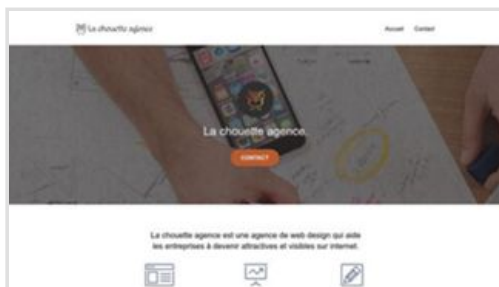 La chouette agence
Accueil Contact
La chouette agence.
CONTACT
La chouette agence est une agence de web design qui aide
les entreprises à devenir attractives et visibles sur internet.